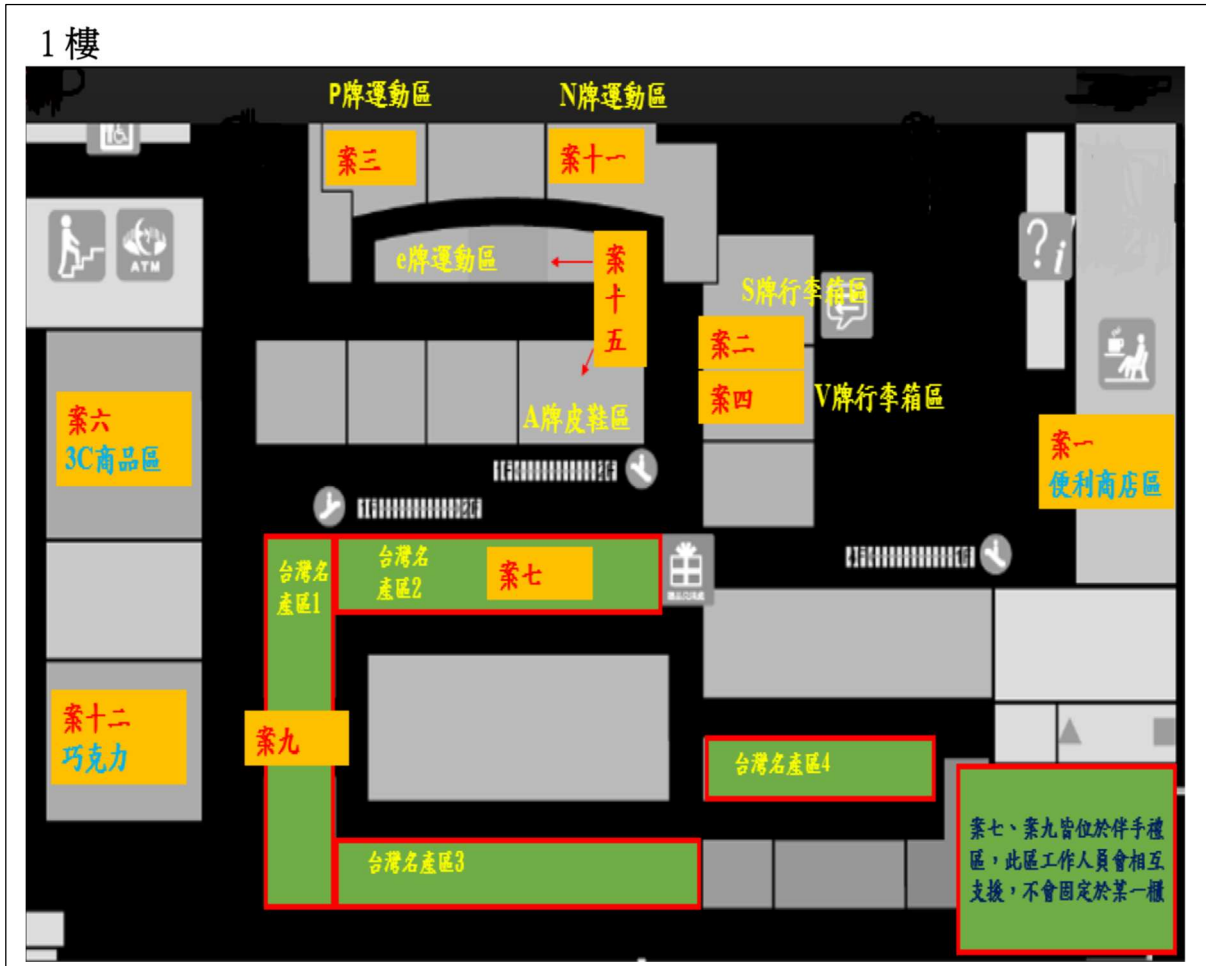 1樓
P牌運動區
N牌運動區
案三
案十一
ATM
e牌運動區
案
十
五
?i
S牌行李箱區
案二
案四
V牌行李箱區
A牌皮鞋區
案六
3C商品區
案一
便利商店區
台灣名
產區1
台灣名
產區2
案七
案十二
巧克力
案九
台灣名產區4
台灣名產區3
案七、案九皆位於伴手禮
區，此區工作人員會相互
支援，不會固定於某一櫃